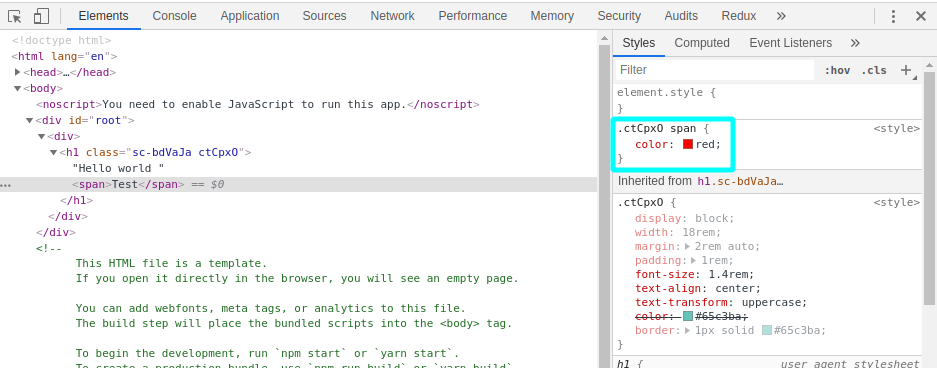 Elements Console Application Sources Network Performance Memory Security Audits Redux »
<!doctype html>
<html lang="en">
<head>…</head>
<body>
<noscript>You need to enable JavaScript to run this app.</noscript>
<div id="root">
<div>
<h1 class="sc-bdVaJa ctCpxO">
"Hello world "
<span>Test</span> == $0
</h1>
</div>
</div>
<!--
This HTML file is a template.
If you open it directly in the browser, you will see an empty page.
You can add webfonts, meta tags, or analytics to this file.
The build step will place the bundled scripts into the <body> tag.
To begin the development, run `npm start` or `yarn start`.
To create a production bundle, use `npm run build` or `yarn build`.
Styles Computed Event Listeners »
Filter :hov .cls +
element.style {
}
.ctCpxO span { <style>
color: red;
}
Inherited from h1.sc-bdVaJa…
.ctCpxO { <style>
display: block;
width: 18rem;
margin: 2rem auto;
padding: 1rem;
font-size: 1.4rem;
text-align: center;
text-transform: uppercase;
color: #65c3ba;
border: 1px solid #65c3ba;
}
h1 { user agent stylesheet